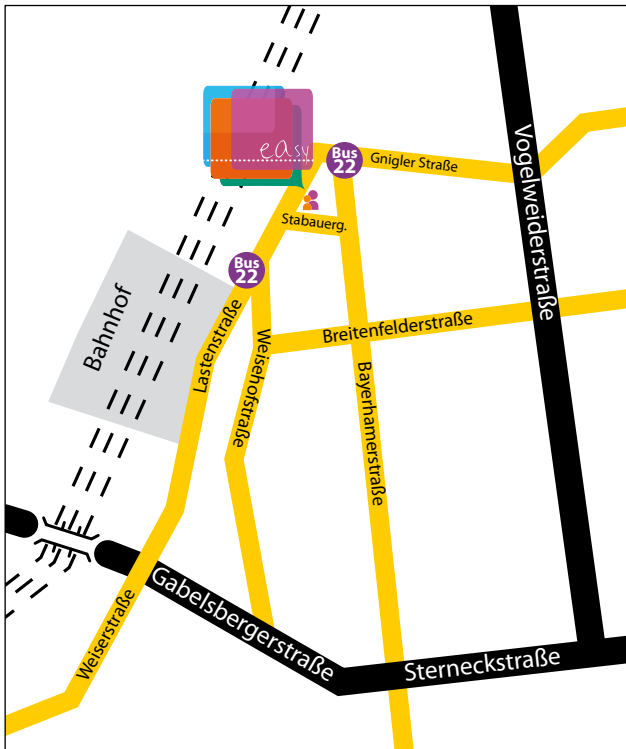 easy
Bus
22
Gnigler Straße
Vogelweiderstraße
Stabauerg.
Bus
22
Bahnhof
Lastenstraße
Weisehofstraße
Breitenfelderstraße
Bayerhamerstraße
Gabelsbergerstraße
Weiserstraße
Sterneckstraße